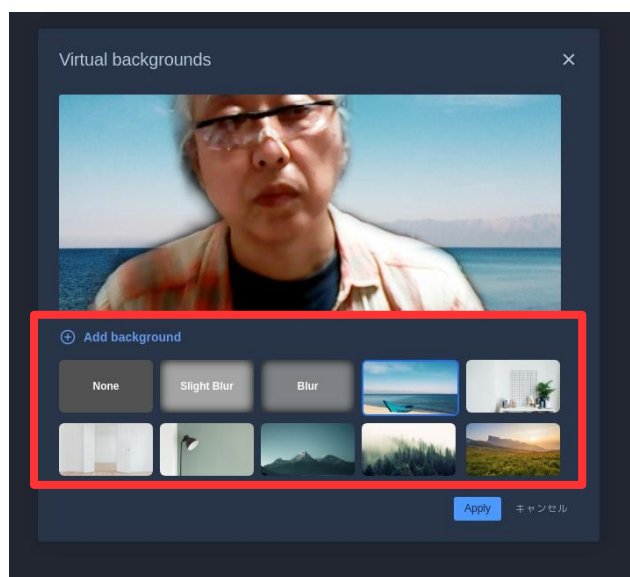 Virtual backgrounds
Add background
None
Slight Blur
Blur
Apply
キャンセル